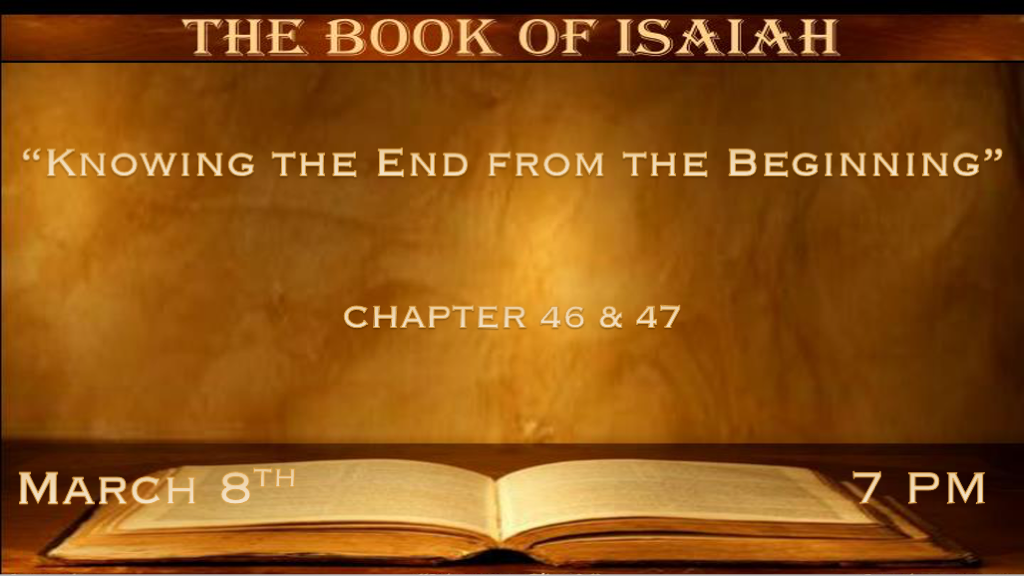 THE BOOK OF ISAIAH
“Knowing the End from the Beginning”
CHAPTER 46 & 47
March 8TH
7 PM